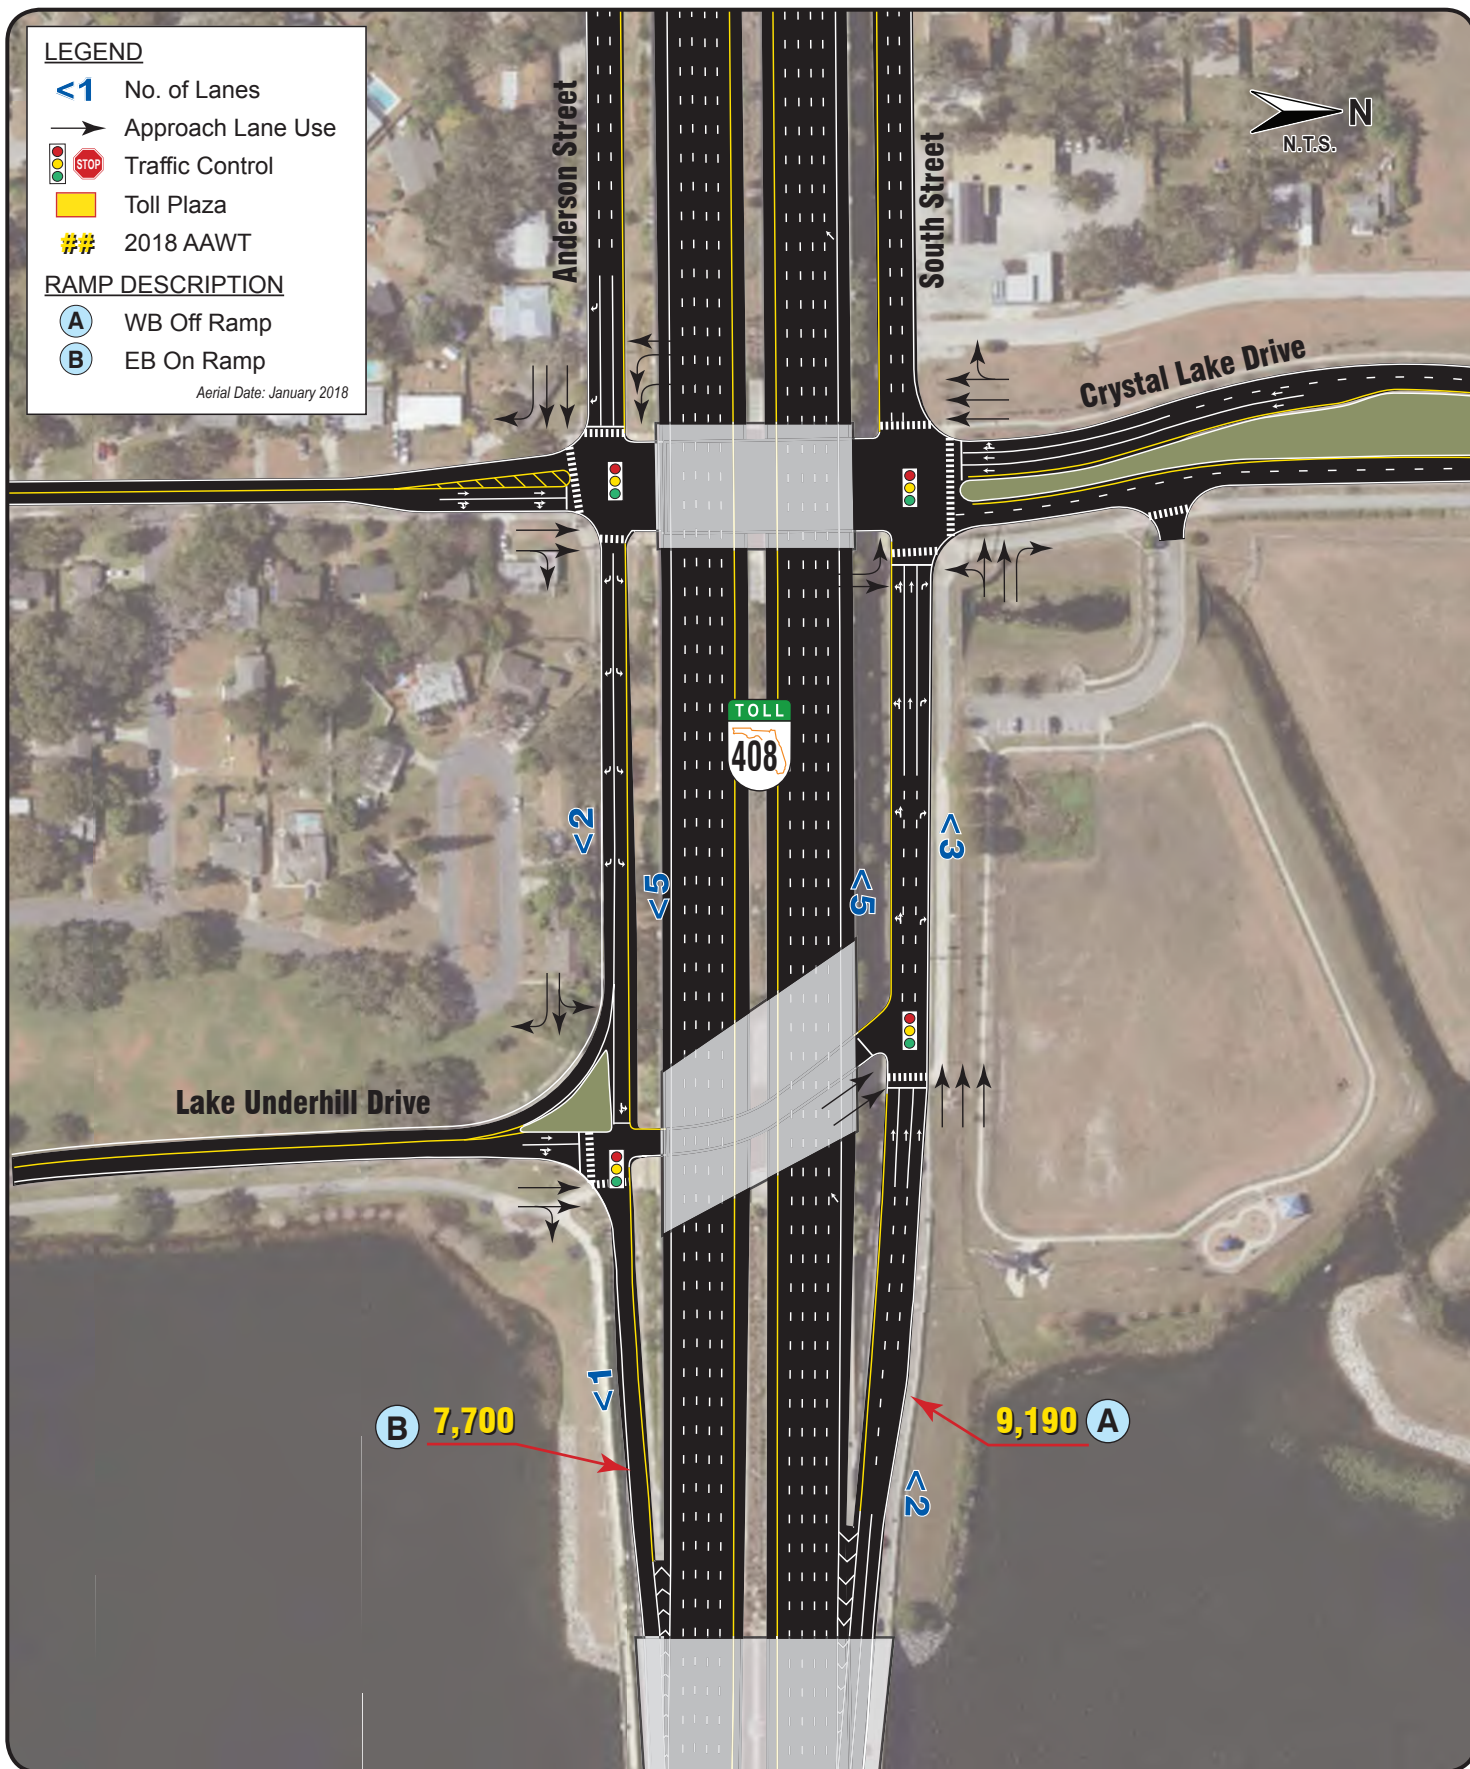 LEGEND
<1 No. of Lanes
Approach Lane Use
STOP Traffic Control
Toll Plaza
## 2018 AAWT
RAMP DESCRIPTION
A WB Off Ramp
B EB On Ramp
Aerial Date: January 2018
N
N.T.S.
Anderson Street
South Street
Crystal Lake Drive
TOLL
408
<2
<5
<5
<3
Lake Underhill Drive
<1
B 7,700
9,190 A
<2